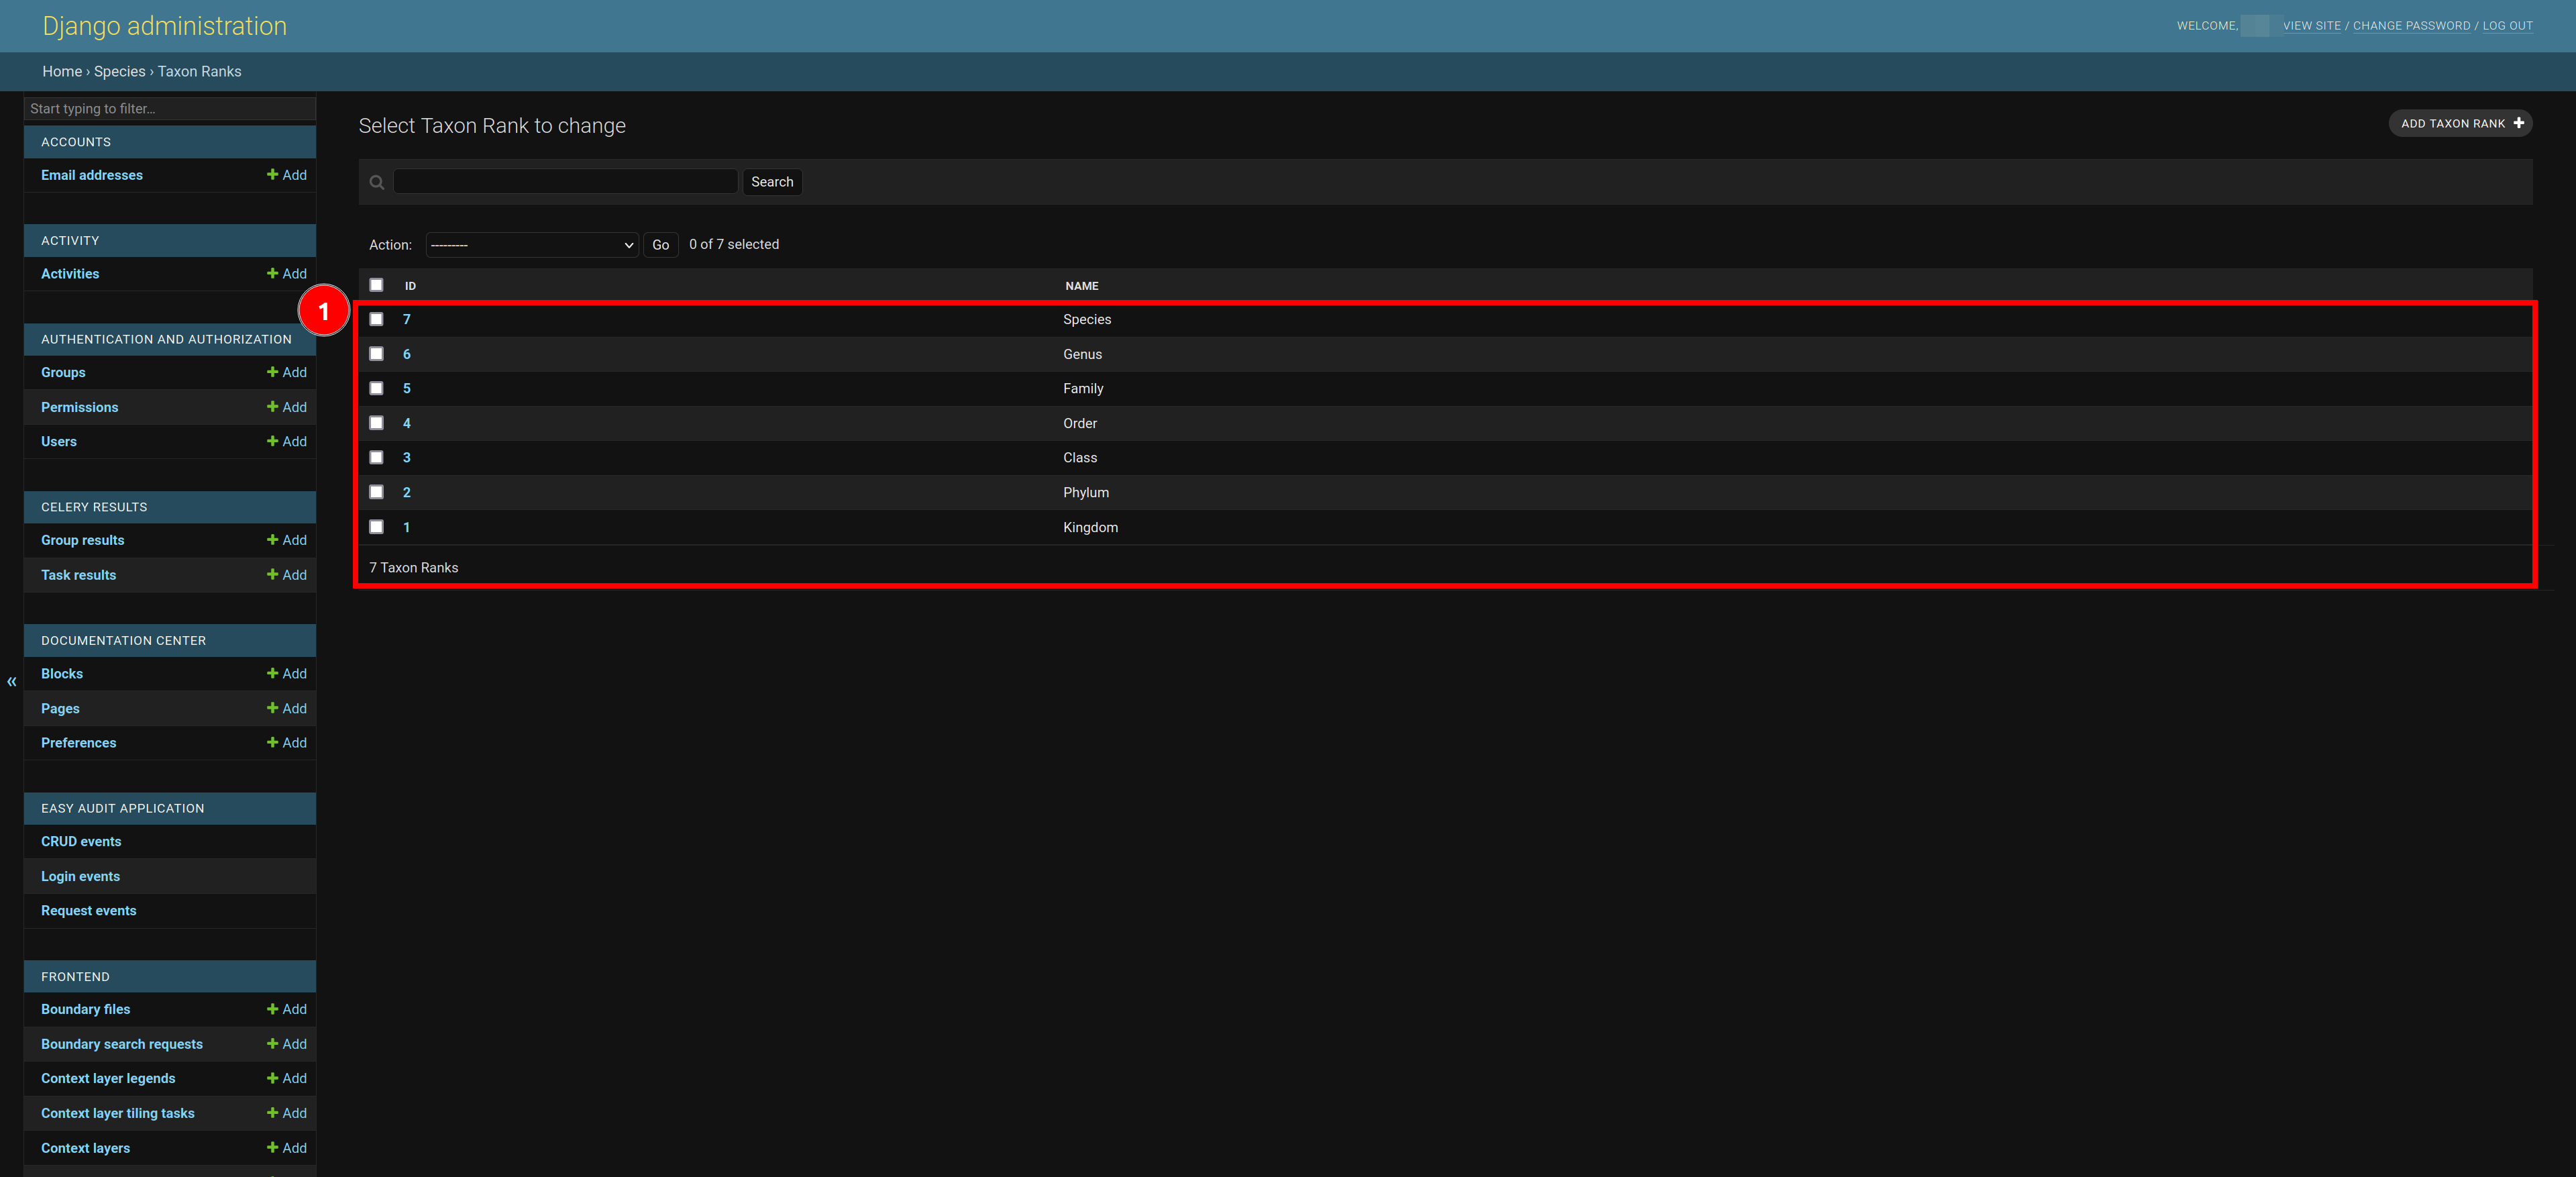 Django administration
WELCOME, VIEW SITE / CHANGE PASSWORD / LOG OUT
Home › Species › Taxon Ranks
Start typing to filter...
ACCOUNTS
Email addresses + Add
ACTIVITY
Activities + Add
AUTHENTICATION AND AUTHORIZATION
Groups + Add
Permissions + Add
Users + Add
CELERY RESULTS
Group results + Add
Task results + Add
DOCUMENTATION CENTER
Blocks + Add
Pages + Add
Preferences + Add
EASY AUDIT APPLICATION
CRUD events
Login events
Request events
FRONTEND
Boundary files + Add
Boundary search requests + Add
Context layer legends + Add
Context layer tiling tasks + Add
Context layers + Add
«
Select Taxon Rank to change
ADD TAXON RANK +
Search
Action: --------- Go 0 of 7 selected
ID NAME
1
7 Species
6 Genus
5 Family
4 Order
3 Class
2 Phylum
1 Kingdom
7 Taxon Ranks